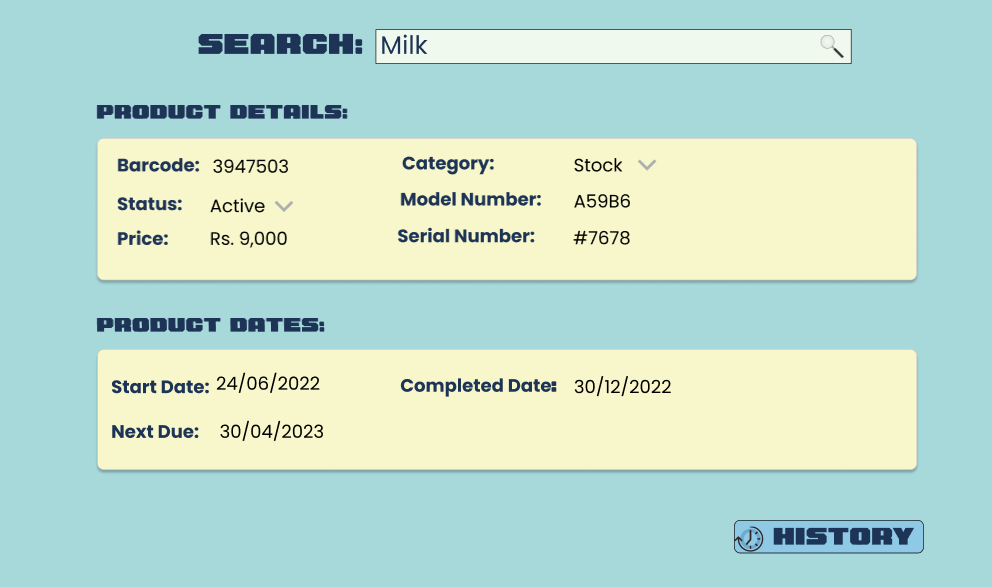 SEARCH: Milk
PRODUCT DETAILS:
Barcode: 3947503 Category: Stock
Status: Active Model Number: A59B6
Price: Rs. 9,000 Serial Number: #7678
PRODUCT DATES:
Start Date: 24/06/2022 Completed Date: 30/12/2022
Next Due: 30/04/2023
HISTORY